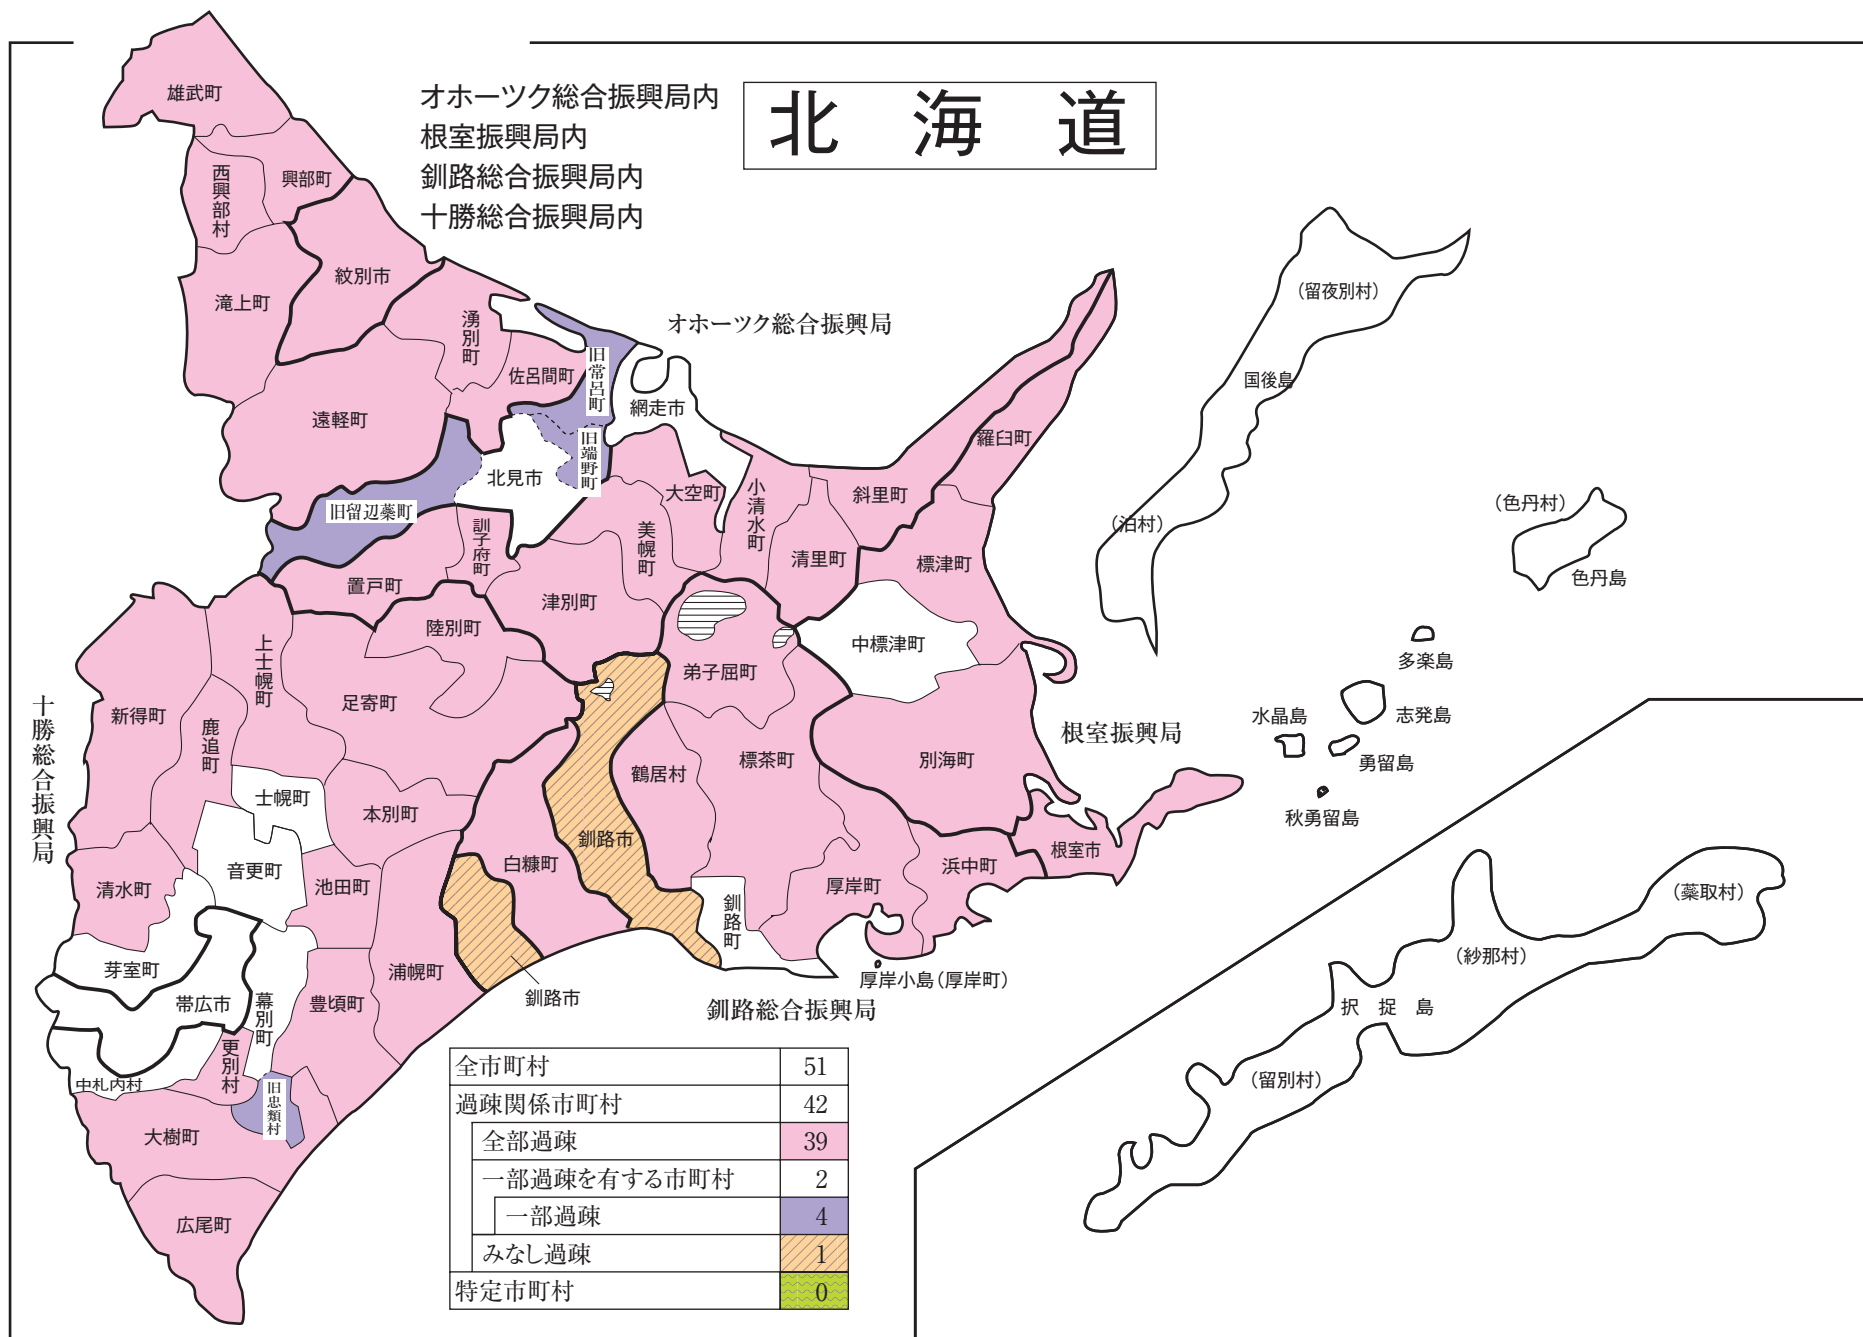 北海道
オホーツク総合振興局内
根室振興局内
釧路総合振興局内
十勝総合振興局内
雄武町
西興部村
興部町
紋別市
滝上町
湧別町
オホーツク総合振興局
佐呂間町
旧常呂町
網走市
遠軽町
旧端野町
北見市
旧留辺蘂町
訓子府町
置戸町
美幌町
大空町
小清水町
斜里町
清里町
羅臼町
標津町
津別町
陸別町
中標津町
弟子屈町
上士幌町
足寄町
新得町
鹿追町
十勝総合振興局
士幌町
本別町
鶴居村
標茶町
別海町
根室振興局
釧路市
白糠町
音更町
池田町
清水町
釧路町
厚岸町
浜中町
根室市
芽室町
帯広市
幕別町
豊頃町
浦幌町
釧路市
厚岸小島(厚岸町)
釧路総合振興局
更別村
中札内村
旧忠類村
大樹町
広尾町
(留夜別村)
国後島
(泊村)
(色丹村)
色丹島
多楽島
志発島
水晶島
勇留島
秋勇留島
(蘂取村)
(紗那村)
択捉島
(留別村)
全市町村 51
過疎関係市町村 42
全部過疎 39
一部過疎を有する市町村 2
一部過疎 4
みなし過疎 1
特定市町村 0